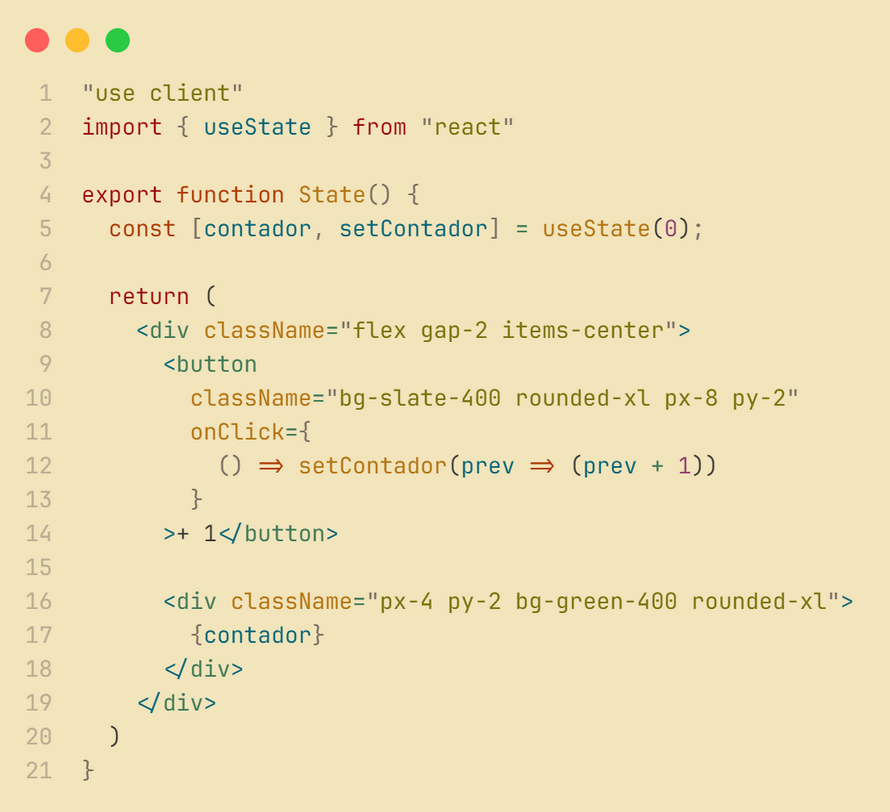 1 "use client"
2 import { useState } from "react"
3
4 export function State() {
5   const [contador, setContador] = useState(0);
6
7   return (
8     <div className="flex gap-2 items-center">
9       <button
10         className="bg-slate-400 rounded-xl px-8 py-2"
11         onClick={
12           () => setContador(prev => (prev + 1))
13         }
14       >+ 1</button>
15
16       <div className="px-4 py-2 bg-green-400 rounded-xl">
17         {contador}
18       </div>
19     </div>
20   )
21 }